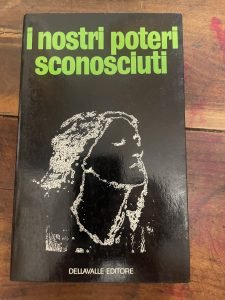 i nostri poteri
sconosciuti
DELLAVALLE EDITORE